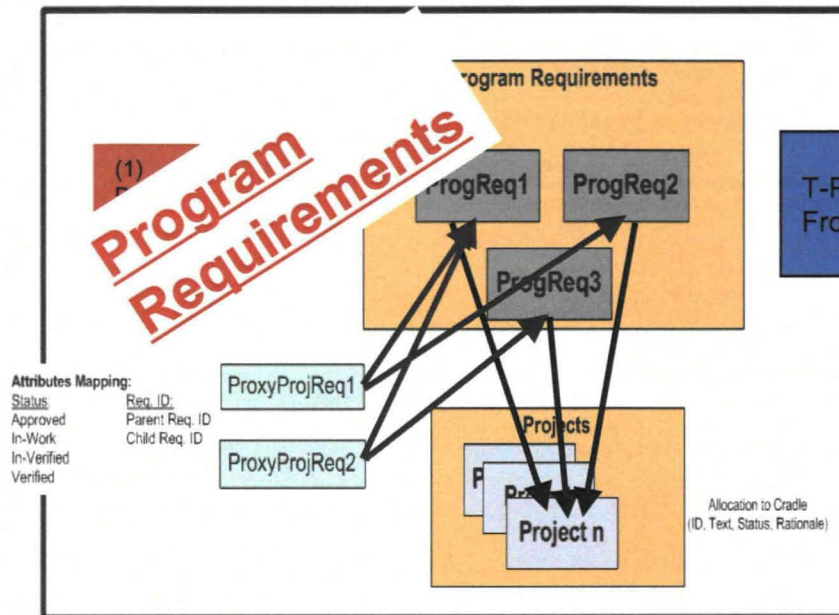 Program
Requirements
rogram Requirements
(1)
ProgReq1
ProgReq2
T-P
Fro
ProgReq3
Attributes Mapping:
Status:
Req. ID:
Approved
Parent Req. ID
In-Work
Child Req. ID
In-Verified
Verified
ProxyProjReq1
ProxyProjReq2
Projects
Project n
Allocation to Cradle
(ID, Text, Status, Rationale)